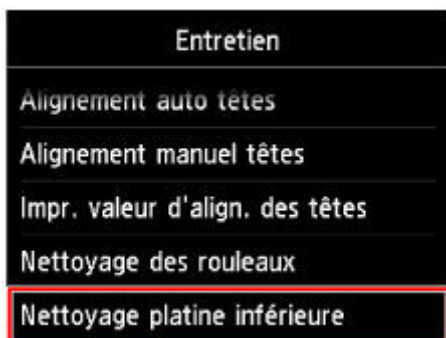 Entretien
Alignement auto têtes
Alignement manuel têtes
Impr. valeur d'align. des têtes
Nettoyage des rouleaux
Nettoyage platine inférieure